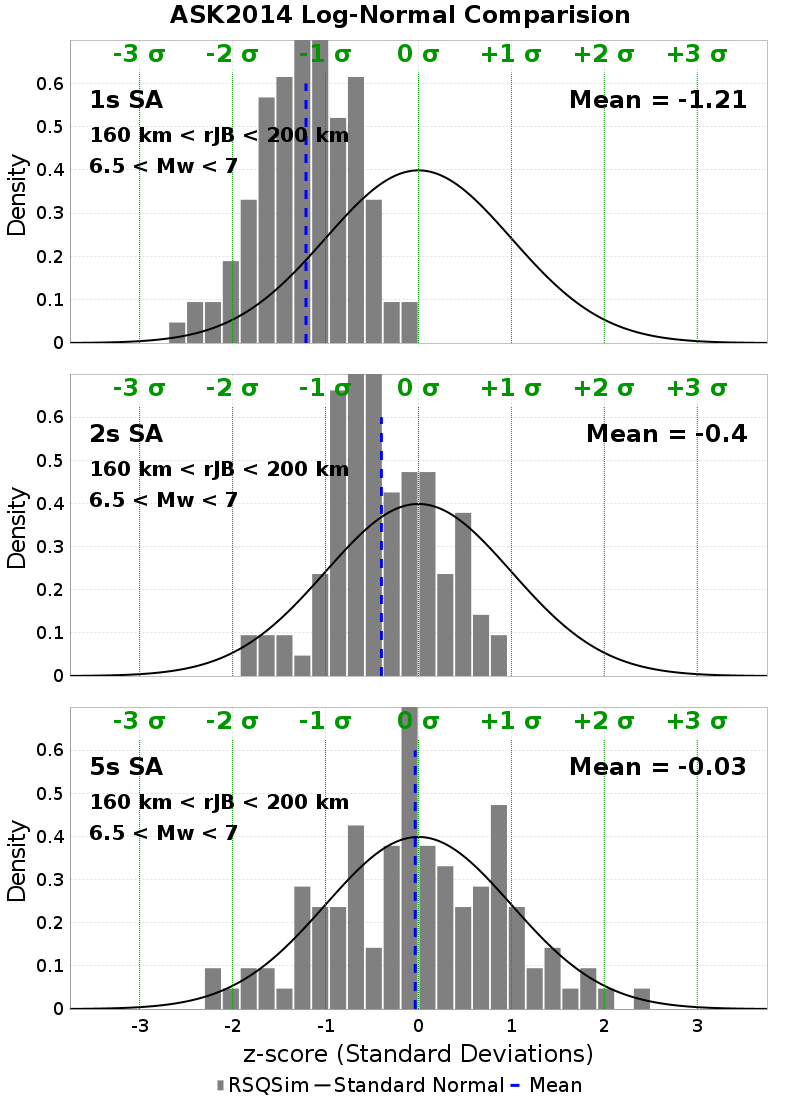 ASK2014 Log-Normal Comparision
-3 σ -2 σ -1 σ 0 σ +1 σ +2 σ +3 σ
1s SA
Mean = -1.21
160 km < rJB < 200 km
6.5 < Mw < 7
Density
0.6
0.5
0.4
0.3
0.2
0.1
0
-3 σ -2 σ -1 σ 0 σ +1 σ +2 σ +3 σ
2s SA
Mean = -0.4
160 km < rJB < 200 km
6.5 < Mw < 7
Density
0.6
0.5
0.4
0.3
0.2
0.1
0
-3 σ -2 σ -1 σ 0 σ +1 σ +2 σ +3 σ
5s SA
Mean = -0.03
160 km < rJB < 200 km
6.5 < Mw < 7
Density
0.6
0.5
0.4
0.3
0.2
0.1
0
-3 -2 -1 0 1 2 3
z-score (Standard Deviations)
RSQSim Standard Normal Mean